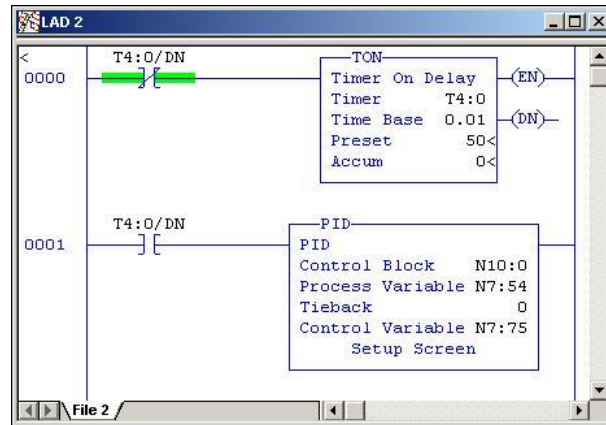 LAD 2
T4:0/DN
TON
0000
Timer On Delay
(EN)
Timer T4:0
Time Base 0.01
(DN)
Preset 50<
Accum 0<
T4:0/DN
PID
0001
PID
Control Block N10:0
Process Variable N7:54
Tieback 0
Control Variable N7:75
Setup Screen
File 2